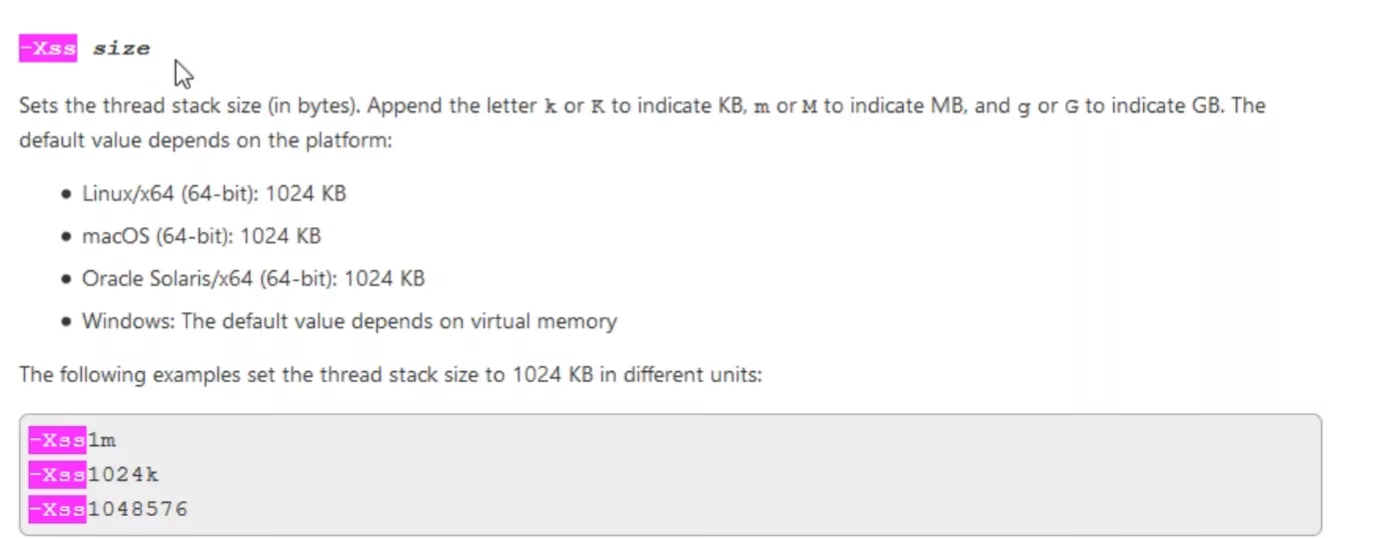 -Xss size
Sets the thread stack size (in bytes). Append the letter k or K to indicate KB, m or M to indicate MB, and g or G to indicate GB. The
default value depends on the platform:
• Linux/x64 (64-bit): 1024 KB
• macOS (64-bit): 1024 KB
• Oracle Solaris/x64 (64-bit): 1024 KB
• Windows: The default value depends on virtual memory
The following examples set the thread stack size to 1024 KB in different units:
-Xss1m
-Xss1024k
-Xss1048576